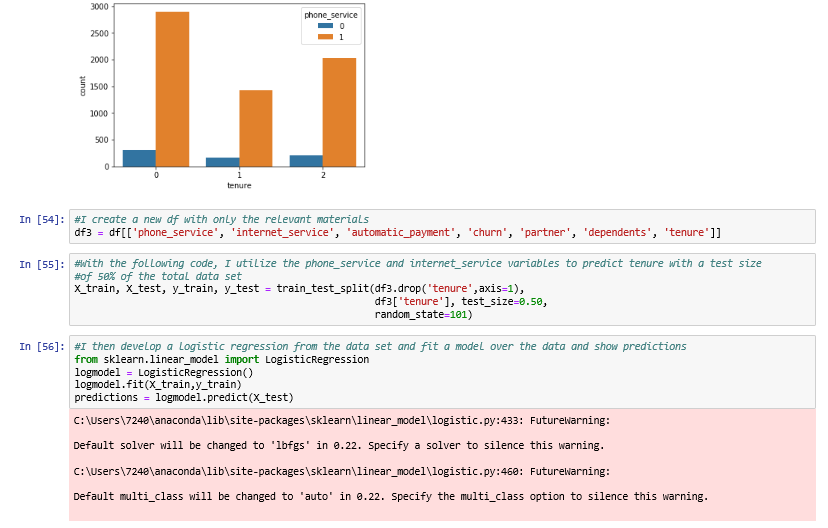 3000
phone_service
0
1
2500
2000
1500
count
1000
500
0
0 1 2
tenure
In [54]: #I create a new df with only the relevant materials
df3 = df[['phone_service', 'internet_service', 'automatic_payment', 'churn', 'partner', 'dependents', 'tenure']]
In [55]: #With the following code, I utilize the phone_service and internet_service variables to predict tenure with a test size
#of 50% of the total data set
X_train, X_test, y_train, y_test = train_test_split(df3.drop('tenure',axis=1),
df3['tenure'], test_size=0.50,
random_state=101)
In [56]: #I then develop a Logistic regression from the data set and fit a model over the data and show predictions
from sklearn.linear_model import LogisticRegression
logmodel = LogisticRegression()
logmodel.fit(X_train,y_train)
predictions = logmodel.predict(X_test)
C:\Users\7240\anaconda\lib\site-packages\sklearn\linear_model\logistic.py:433: FutureWarning:
Default solver will be changed to 'lbfgs' in 0.22. Specify a solver to silence this warning.
C:\Users\7240\anaconda\lib\site-packages\sklearn\linear_model\logistic.py:460: FutureWarning:
Default multi_class will be changed to 'auto' in 0.22. Specify the multi_class option to silence this warning.